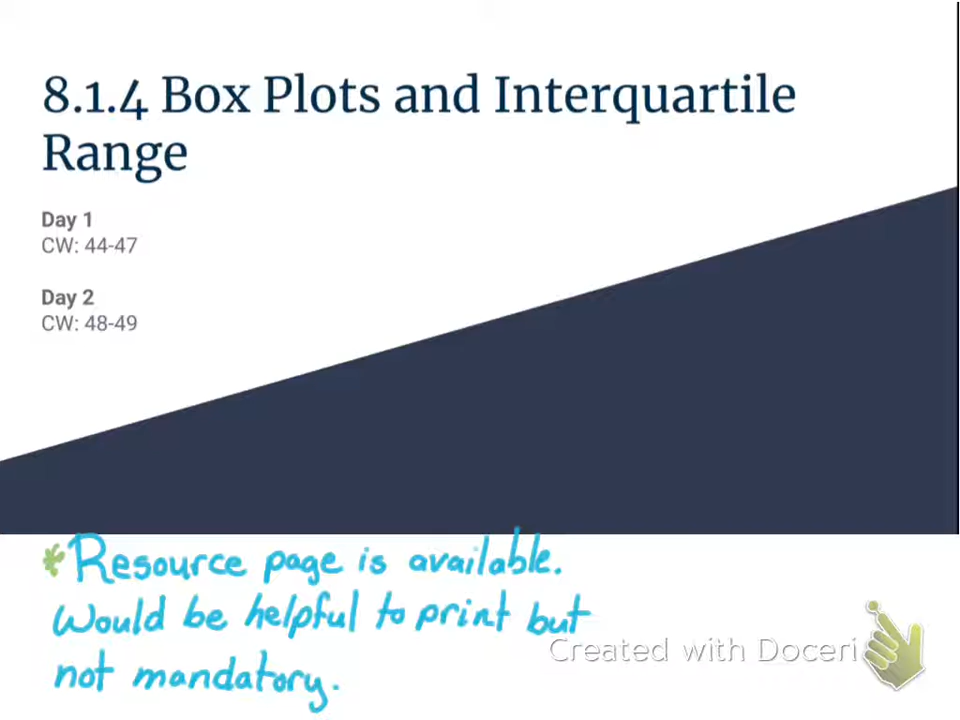 8.1.4 Box Plots and Interquartile
Range
Day 1
CW: 44-47
Day 2
CW: 48-49
*Resource page is available.
Would be helpful to print but
not mandatory.
Created with Doceri